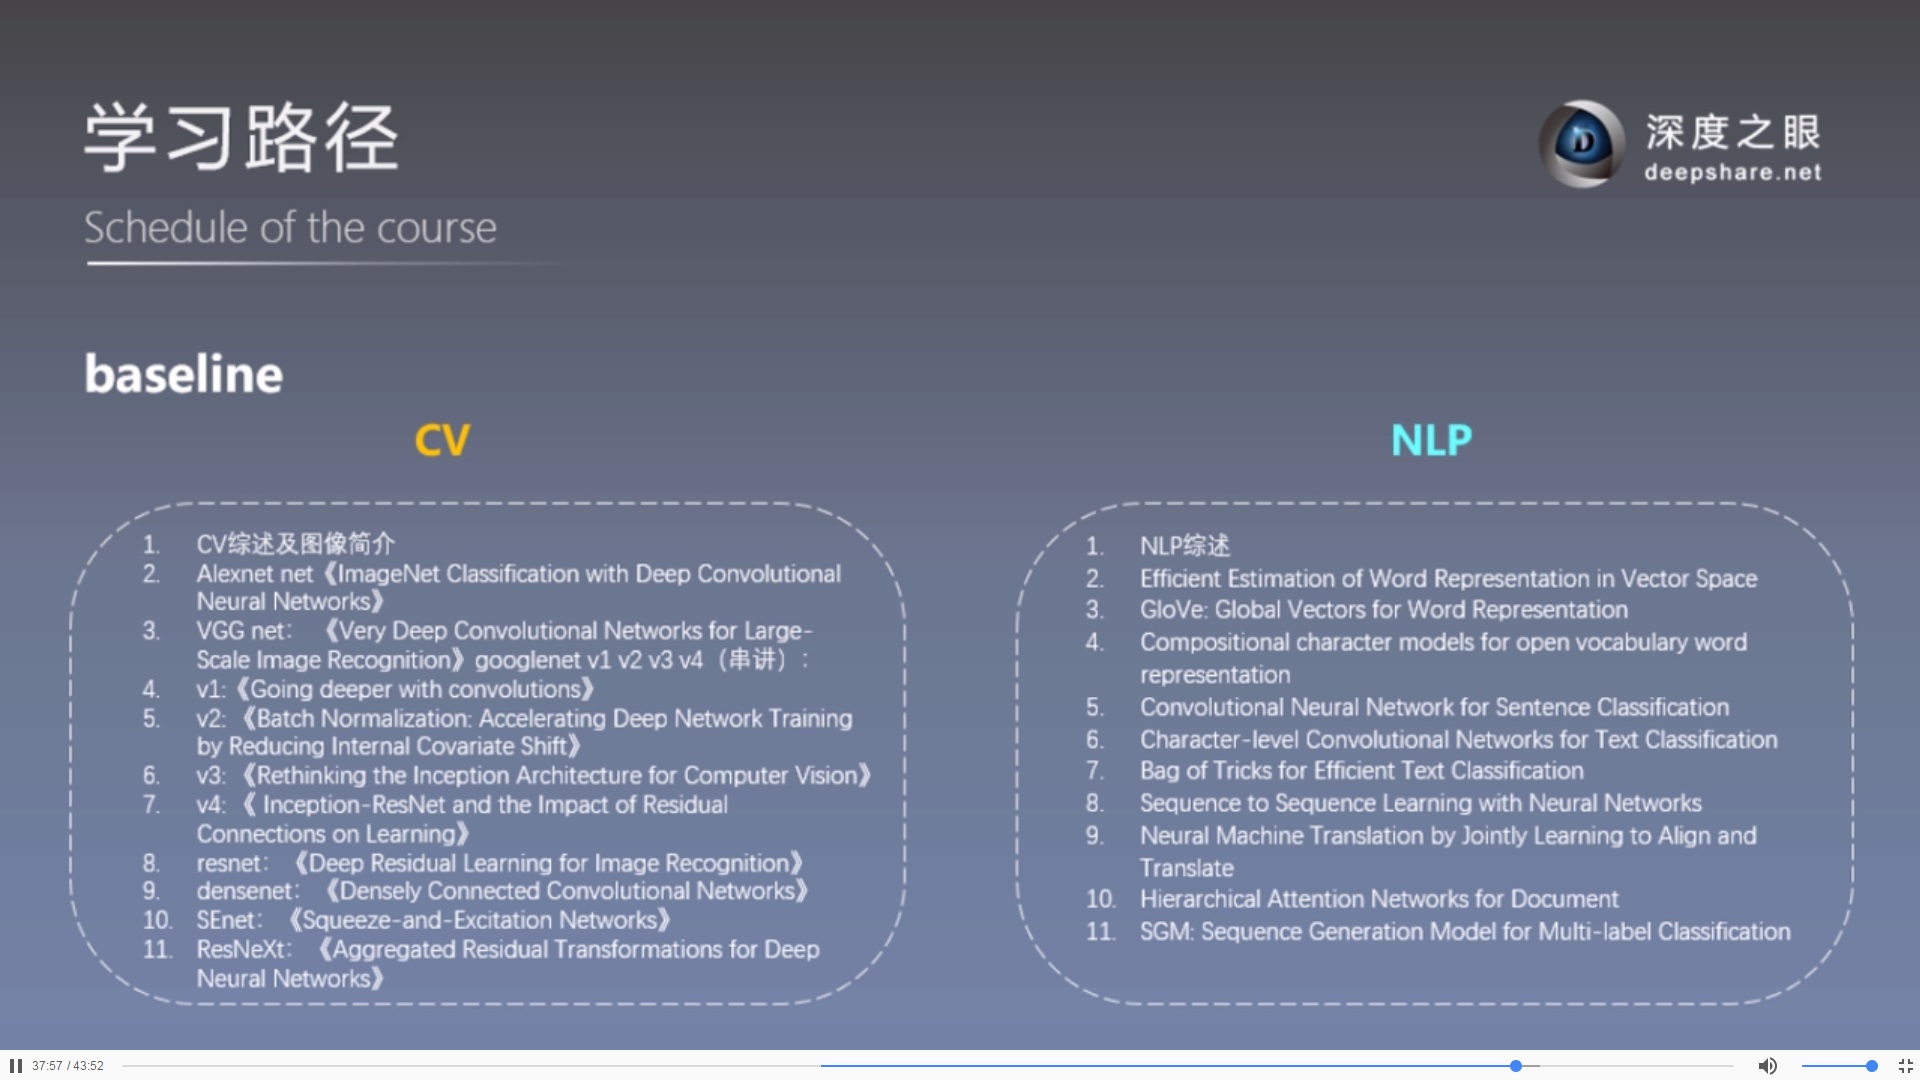 学习路径
深度之眼
deepshare.net
Schedule of the course
baseline
CV
1. CV综述及图像简介
2. Alexnet net《ImageNet Classification with Deep Convolutional
Neural Networks》
3. VGG net： 《Very Deep Convolutional Networks for Large-
Scale Image Recognition》googlenet v1 v2 v3 v4（串讲）:
4. v1:《Going deeper with convolutions》
5. v2: 《Batch Normalization: Accelerating Deep Network Training
by Reducing Internal Covariate Shift》
6. v3: 《Rethinking the Inception Architecture for Computer Vision》
7. v4: 《 Inception-ResNet and the Impact of Residual
Connections on Learning》
8. resnet： 《Deep Residual Learning for Image Recognition》
9. densenet： 《Densely Connected Convolutional Networks》
10. SEnet： 《Squeeze-and-Excitation Networks》
11. ResNeXt： 《Aggregated Residual Transformations for Deep
Neural Networks》
NLP
1. NLP综述
2. Efficient Estimation of Word Representation in Vector Space
3. GloVe: Global Vectors for Word Representation
4. Compositional character models for open vocabulary word
representation
5. Convolutional Neural Network for Sentence Classification
6. Character-level Convolutional Networks for Text Classification
7. Bag of Tricks for Efficient Text Classification
8. Sequence to Sequence Learning with Neural Networks
9. Neural Machine Translation by Jointly Learning to Align and
Translate
10. Hierarchical Attention Networks for Document
11. SGM: Sequence Generation Model for Multi-label Classification
37:57 / 43:52